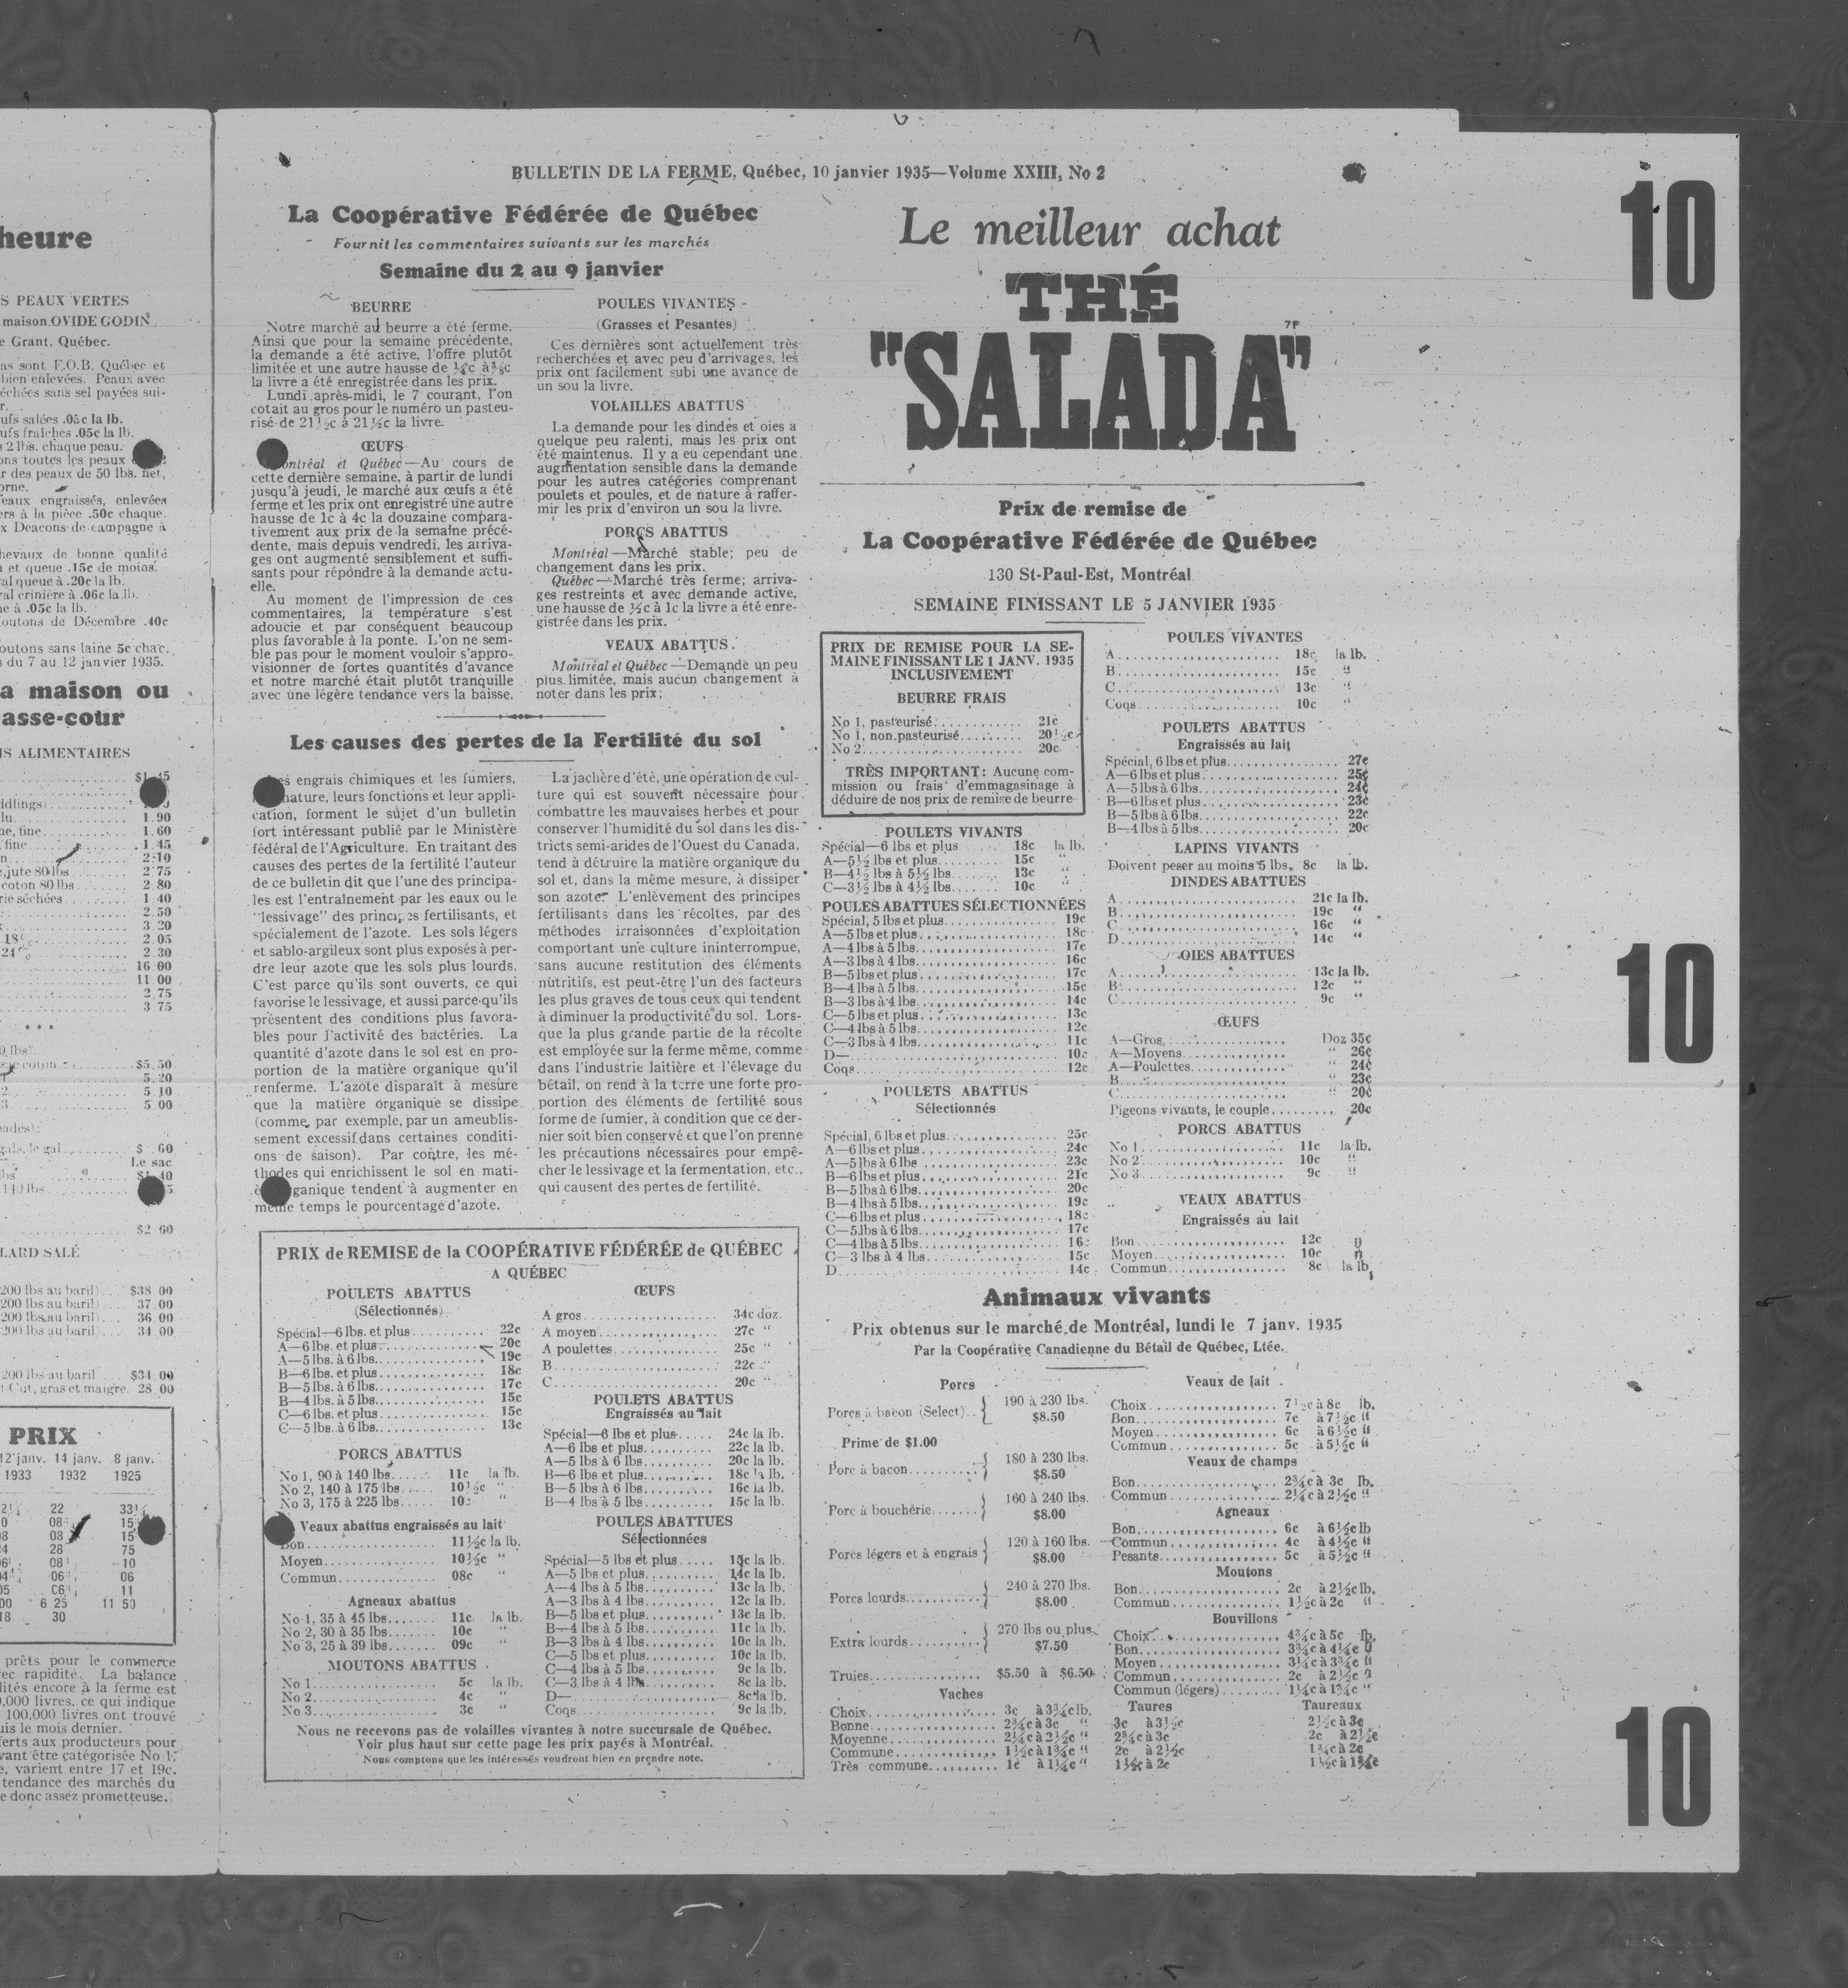 heure
S PEAUX VERTES
maison OVIDE GODIN,
e Grant, Québec.
as sont F.O.B. Québec et
bien enlevées. Peaux avec
échées sans sel payées sui-
r.
ufs salées .05c la lb.
ufs fraîches .05c la lb.
2 lbs. chaque peau.
ons toutes les peaux
r des peaux de 50 lbs. net,
orne.
eaux engraissés, enlevées
ers à la pièce .50c chaque.
x Deacons de campagne à
hevaux de bonne qualité
et queue .15c de moins.
al queue à .20c la lb.
al crinière à .06c la lb.
e à .05c la lb.
outons de Décembre .40c
outons sans laine 5c chac.
s du 7 au 12 janvier 1935.
a maison ou
asse-cour
S ALIMENTAIRES
idlings)
lu. 1.90
ne, fine 1.60
, fine 1.45
n 2.10
, jute 80 lbs 2.75
coton 80 lbs 2.80
rie séchées 1.40
2.50
3 20
18% 2.05
24% 2.30
16 00
11.00
2.75
3 75
* * *
0 lbs
$5.50
5.20
2 5.10
3 5 00
gals, le gal $ .60
Le sac
140 lbs
$2 60
LARD SALÉ
200 lbs au baril) $38 00
200 lbs au baril) 37.00
200 lbs au baril) 36 00
200 lbs au baril) 34 00
200 lbs au baril $34.00
t Cut, gras et maigre. 28 00
PRIX
12 janv. 14 janv. 8 janv.
1933 1932 1925
22 33¼
08 15
08 15
28 75
08 10
06 06
11
00 6 25 11 50
18 30
prêts pour le commerce
ec rapidité. La balance
lités encore à la ferme est
0,000 livres, ce qui indique
100,000 livres ont trouvé
uis le mois dernier.
ferts aux producteurs pour
vant être catégorisée No 1,
e, varient entre 17 et 19c.
tendance des marchés du
e donc assez prometteuse.
BULLETIN DE LA FERME, Québec, 10 janvier 1935—Volume XXIII, No 2
La Coopérative Fédérée de Québec
Fournit les commentaires suivants sur les marchés
Semaine du 2 au 9 janvier
BEURRE
Notre marché au beurre a été ferme.
Ainsi que pour la semaine précédente,
la demande a été active, l'offre plutôt
limitée et une autre hausse de ¼c à ⅜c
la livre a été enregistrée dans les prix.
Lundi après-midi, le 7 courant, l'on
cotait au gros pour le numéro un pasteu-
risé de 21½c à 21¾c la livre.
ŒUFS
ontréal et Québec—Au cours de
cette dernière semaine, à partir de lundi
jusqu'à jeudi, le marché aux œufs a été
ferme et les prix ont enregistré une autre
hausse de 1c à 4c la douzaine compara-
tivement aux prix de la semaine précé-
dente, mais depuis vendredi, les arriva-
ges ont augmenté sensiblement et suffi-
sants pour répondre à la demande actu-
elle.
Au moment de l'impression de ces
commentaires, la température s'est
adoucie et par conséquent beaucoup
plus favorable à la ponte. L'on ne sem-
ble pas pour le moment vouloir s'appro-
visionner de fortes quantités d'avance
et notre marché était plutôt tranquille
avec une légère tendance vers la baisse.
POULES VIVANTES
(Grasses et Pesantes)
Ces dernières sont actuellement très
recherchées et avec peu d'arrivages, les
prix ont facilement subi une avance de
un sou la livre.
VOLAILLES ABATTUS
La demande pour les dindes et oies a
quelque peu ralenti, mais les prix ont
été maintenus. Il y a eu cependant une
augmentation sensible dans la demande
pour les autres catégories comprenant
poulets et poules, et de nature à raffer-
mir les prix d'environ un sou la livre.
PORCS ABATTUS
Montréal—Marché stable; peu de
changement dans les prix.
Québec—Marché très ferme; arriva-
ges restreints et avec demande active,
une hausse de ½c à 1c la livre a été enre-
gistrée dans les prix.
VEAUX ABATTUS.
Montréal et Québec—Demande un peu
plus limitée, mais aucun changement à
noter dans les prix;
Les causes des pertes de la Fertilité du sol
es engrais chimiques et les fumiers,
nature, leurs fonctions et leur appli-
cation, forment le sujet d'un bulletin
fort intéressant publié par le Ministère
fédéral de l'Agriculture. En traitant des
causes des pertes de la fertilité l'auteur
de ce bulletin dit que l'une des principa-
les est l'entraînement par les eaux ou le
"lessivage" des principes fertilisants, et
spécialement de l'azote. Les sols légers
et sablo-argileux sont plus exposés à per-
dre leur azote que les sols plus lourds.
C'est parce qu'ils sont ouverts, ce qui
favorise le lessivage, et aussi parce-qu'ils
présentent des conditions plus favora-
bles pour l'activité des bactéries. La
quantité d'azote dans le sol est en pro-
portion de la matière organique qu'il
renferme. L'azote disparaît à mesure
que la matière organique se dissipe
(comme, par exemple, par un ameublis-
sement excessif dans certaines conditi-
ons de saison). Par contre, les mé-
thodes qui enrichissent le sol en mati-
ganique tendent à augmenter en
même temps le pourcentage d'azote.
La jachère d'été, une opération de cul-
ture qui est souvent nécessaire pour
combattre les mauvaises herbes et pour
conserver l'humidité du sol dans les dis-
tricts semi-arides de l'Ouest du Canada,
tend à détruire la matière organique du
sol et, dans la même mesure, à dissiper
son azote. L'enlèvement des principes
fertilisants dans les récoltes, par des
méthodes irraisonnées d'exploitation
comportant une culture ininterrompue,
sans aucune restitution des éléments
nutritifs, est peut-être l'un des facteurs
les plus graves de tous ceux qui tendent
à diminuer la productivité du sol. Lors-
que la plus grande partie de la récolte
est employée sur la ferme même, comme
dans l'industrie laitière et l'élevage du
bétail, on rend à la terre une forte pro-
portion des éléments de fertilité sous
forme de fumier, à condition que ce der-
nier soit bien conservé et que l'on prenne
les précautions nécessaires pour empê-
cher le lessivage et la fermentation, etc.,
qui causent des pertes de fertilité.
PRIX de REMISE de la COOPÉRATIVE FÉDÉRÉE de QUÉBEC
A QUÉBEC
POULETS ABATTUS
(Sélectionnés)
Spécial—6 lbs. et plus 22c
A—6 lbs. et plus 20c
A—5 lbs. à 6 lbs. 19c
B—6 lbs. et plus 18c
B—5 lbs. à 6 lbs. 17c
B—4 lbs. à 5 lbs. 15c
C—6 lbs. et plus 15c
C—5 lbs. à 6 lbs. 13c
PORCS ABATTUS
No 1, 90 à 140 lbs. 11c la lb.
No 2, 140 à 175 lbs. 10½c "
No 3, 175 à 225 lbs. 10c "
Veaux abattus engraissés au lait
Bon 11½c la lb.
Moyen 10½c "
Commun 08c "
Agneaux abattus
No 1, 35 à 45 lbs. 11c la lb.
No 2, 30 à 35 lbs. 10c "
No 3, 25 à 39 lbs. 09c "
MOUTONS ABATTUS
No 1 5c la lb.
No 2 4c "
No 3 3c "
ŒUFS
A gros 34c doz.
A moyen 27c "
A poulettes 25c "
B 22c "
C 20c "
POULETS ABATTUS
Engraissés au lait
Spécial—6 lbs et plus 24c la lb.
A—6 lbs et plus 22c la lb.
A—5 lbs à 6 lbs 20c la lb.
B—6 lbs et plus 18c la lb.
B—5 lbs à 6 lbs 16c la lb.
B—4 lbs à 5 lbs 15c la lb.
POULES ABATTUES
Sélectionnées
Spécial—5 lbs et plus 15c la lb.
A—5 lbs et plus 14c la lb.
A—4 lbs à 5 lbs 13c la lb.
A—3 lbs à 4 lbs 12c la lb.
B—5 lbs et plus 13c la lb.
B—4 lbs à 5 lbs 11c la lb.
B—3 lbs à 4 lbs 10c la lb.
C—5 lbs et plus 10c la lb.
C—4 lbs à 5 lbs 9c la lb.
C—3 lbs à 4 lbs 8c la lb.
D— 8c la lb.
Coqs 9c la lb.
Nous ne recevons pas de volailles vivantes à notre succursale de Québec.
Voir plus haut sur cette page les prix payés à Montréal.
Nous comptons que les intéressés voudront bien en prendre note.
Le meilleur achat
THÉ
7F
"SALADA"
Prix de remise de
La Coopérative Fédérée de Québec
130 St-Paul-Est, Montréal
SEMAINE FINISSANT LE 5 JANVIER 1935
PRIX DE REMISE POUR LA SE-
MAINE FINISSANT LE 1 JANV. 1935
INCLUSIVEMENT
BEURRE FRAIS
No 1, pasteurisé 21c
No 1, non pasteurisé 20½c
No 2 20c
TRÈS IMPORTANT: Aucune com-
mission ou frais d'emmagasinage à
déduire de nos prix de remise de beurre
POULETS VIVANTS
Spécial—6 lbs et plus 18c la lb.
A—5½ lbs et plus 15c "
B—4½ lbs à 5½ lbs 13c "
C—3½ lbs à 4½ lbs 10c "
POULES ABATTUES SÉLECTIONNÉES
Spécial, 5 lbs et plus 19c
A—5 lbs et plus 18c
A—4 lbs à 5 lbs 17c
A—3 lbs à 4 lbs 16c
B—5 lbs et plus 17c
B—4 lbs à 5 lbs 15c
B—3 lbs à 4 lbs 14c
C—5 lbs et plus 13c
C—4 lbs à 5 lbs 12c
C—3 lbs à 4 lbs 11c
D— 10c
Coqs 12c
POULETS ABATTUS
Sélectionnés
Spécial, 6 lbs et plus 25c
A—6 lbs et plus 24c
A—5 lbs à 6 lbs 23c
B—6 lbs et plus 21c
B—5 lbs à 6 lbs 20c
B—4 lbs à 5 lbs 19c
C—6 lbs et plus 18c
C—5 lbs à 6 lbs 17c
C—4 lbs à 5 lbs 16c
C—3 lbs à 4 lbs 15c
D 14c
POULES VIVANTES
A 18c la lb.
B 15c "
C 13c "
Coqs 10c "
POULETS ABATTUS
Engraissés au lait
Spécial, 6 lbs et plus 27c
A—6 lbs et plus 25c
A—5 lbs à 6 lbs 24c
B—6 lbs et plus 23c
B—5 lbs à 6 lbs 22c
B—4 lbs à 5 lbs 20c
LAPINS VIVANTS
Doivent peser au moins 5 lbs, 8c la lb.
DINDES ABATTUES
A 21c la lb.
B 19c "
C 16c "
D 14c "
OIES ABATTUES
A 13c la lb.
B 12c "
C 9c "
ŒUFS
A—Gros Doz 35c
A—Moyens " 26c
A—Poulettes " 24c
B " 23c
C " 20c
Pigeons vivants, le couple 20c
PORCS ABATTUS
No 1 11c la lb.
No 2 10c "
No 3 9c "
VEAUX ABATTUS
Engraissés au lait
Bon 12c "
Moyen 10c "
Commun 8c la lb
Animaux vivants
Prix obtenus sur le marché de Montréal, lundi le 7 janv. 1935
Par la Coopérative Canadienne du Bétail de Québec, Ltée.
Porcs
Porcs à bacon (Select) 190 à 230 lbs. $8.50
Prime de $1.00
Porc à bacon 180 à 230 lbs. $8.50
Porc à boucherie 160 à 240 lbs. $8.00
Porcs légers et à engrais 120 à 160 lbs. $8.00
Porcs lourds 240 à 270 lbs. $8.00
Extra lourds 270 lbs ou plus $7.50
Truies $5.50 à $6.50
Veaux de lait
Choix 7½c à 8c lb.
Bon 7c à 7½c "
Moyen 6c à 6½c "
Commun 5c à 5½c "
Veaux de champs
Bon 2¾c à 3c lb.
Commun 2¼c à 2½c "
Agneaux
Bon 6c à 6½c lb
Commun 4c à 4½c "
Pesants 5c à 5½c "
Moutons
Bon 2c à 2½c lb.
Commun 1½c à 2c "
Bouvillons
Choix 4¾c à 5c lb.
Bon 3¾c à 4¼c "
Moyen 3¼c à 3¾c "
Commun 2c à 2½c "
Commun (légers) 1¼c à 1¾c "
Vaches Taures Taureaux
Choix 3c à 3¾c lb. 3c à 3½c 2½c à 3c
Bonne 2¾c à 3c " 2¾c à 3c 2c à 2½c
Moyenne 2¼c à 2½c " 2c à 2½c 1¾c à 2c
Commune 1½c à 1¾c " 1½c à 2c 1½c à 1¾c
Très commune 1c à 1¼c "
10
10
10